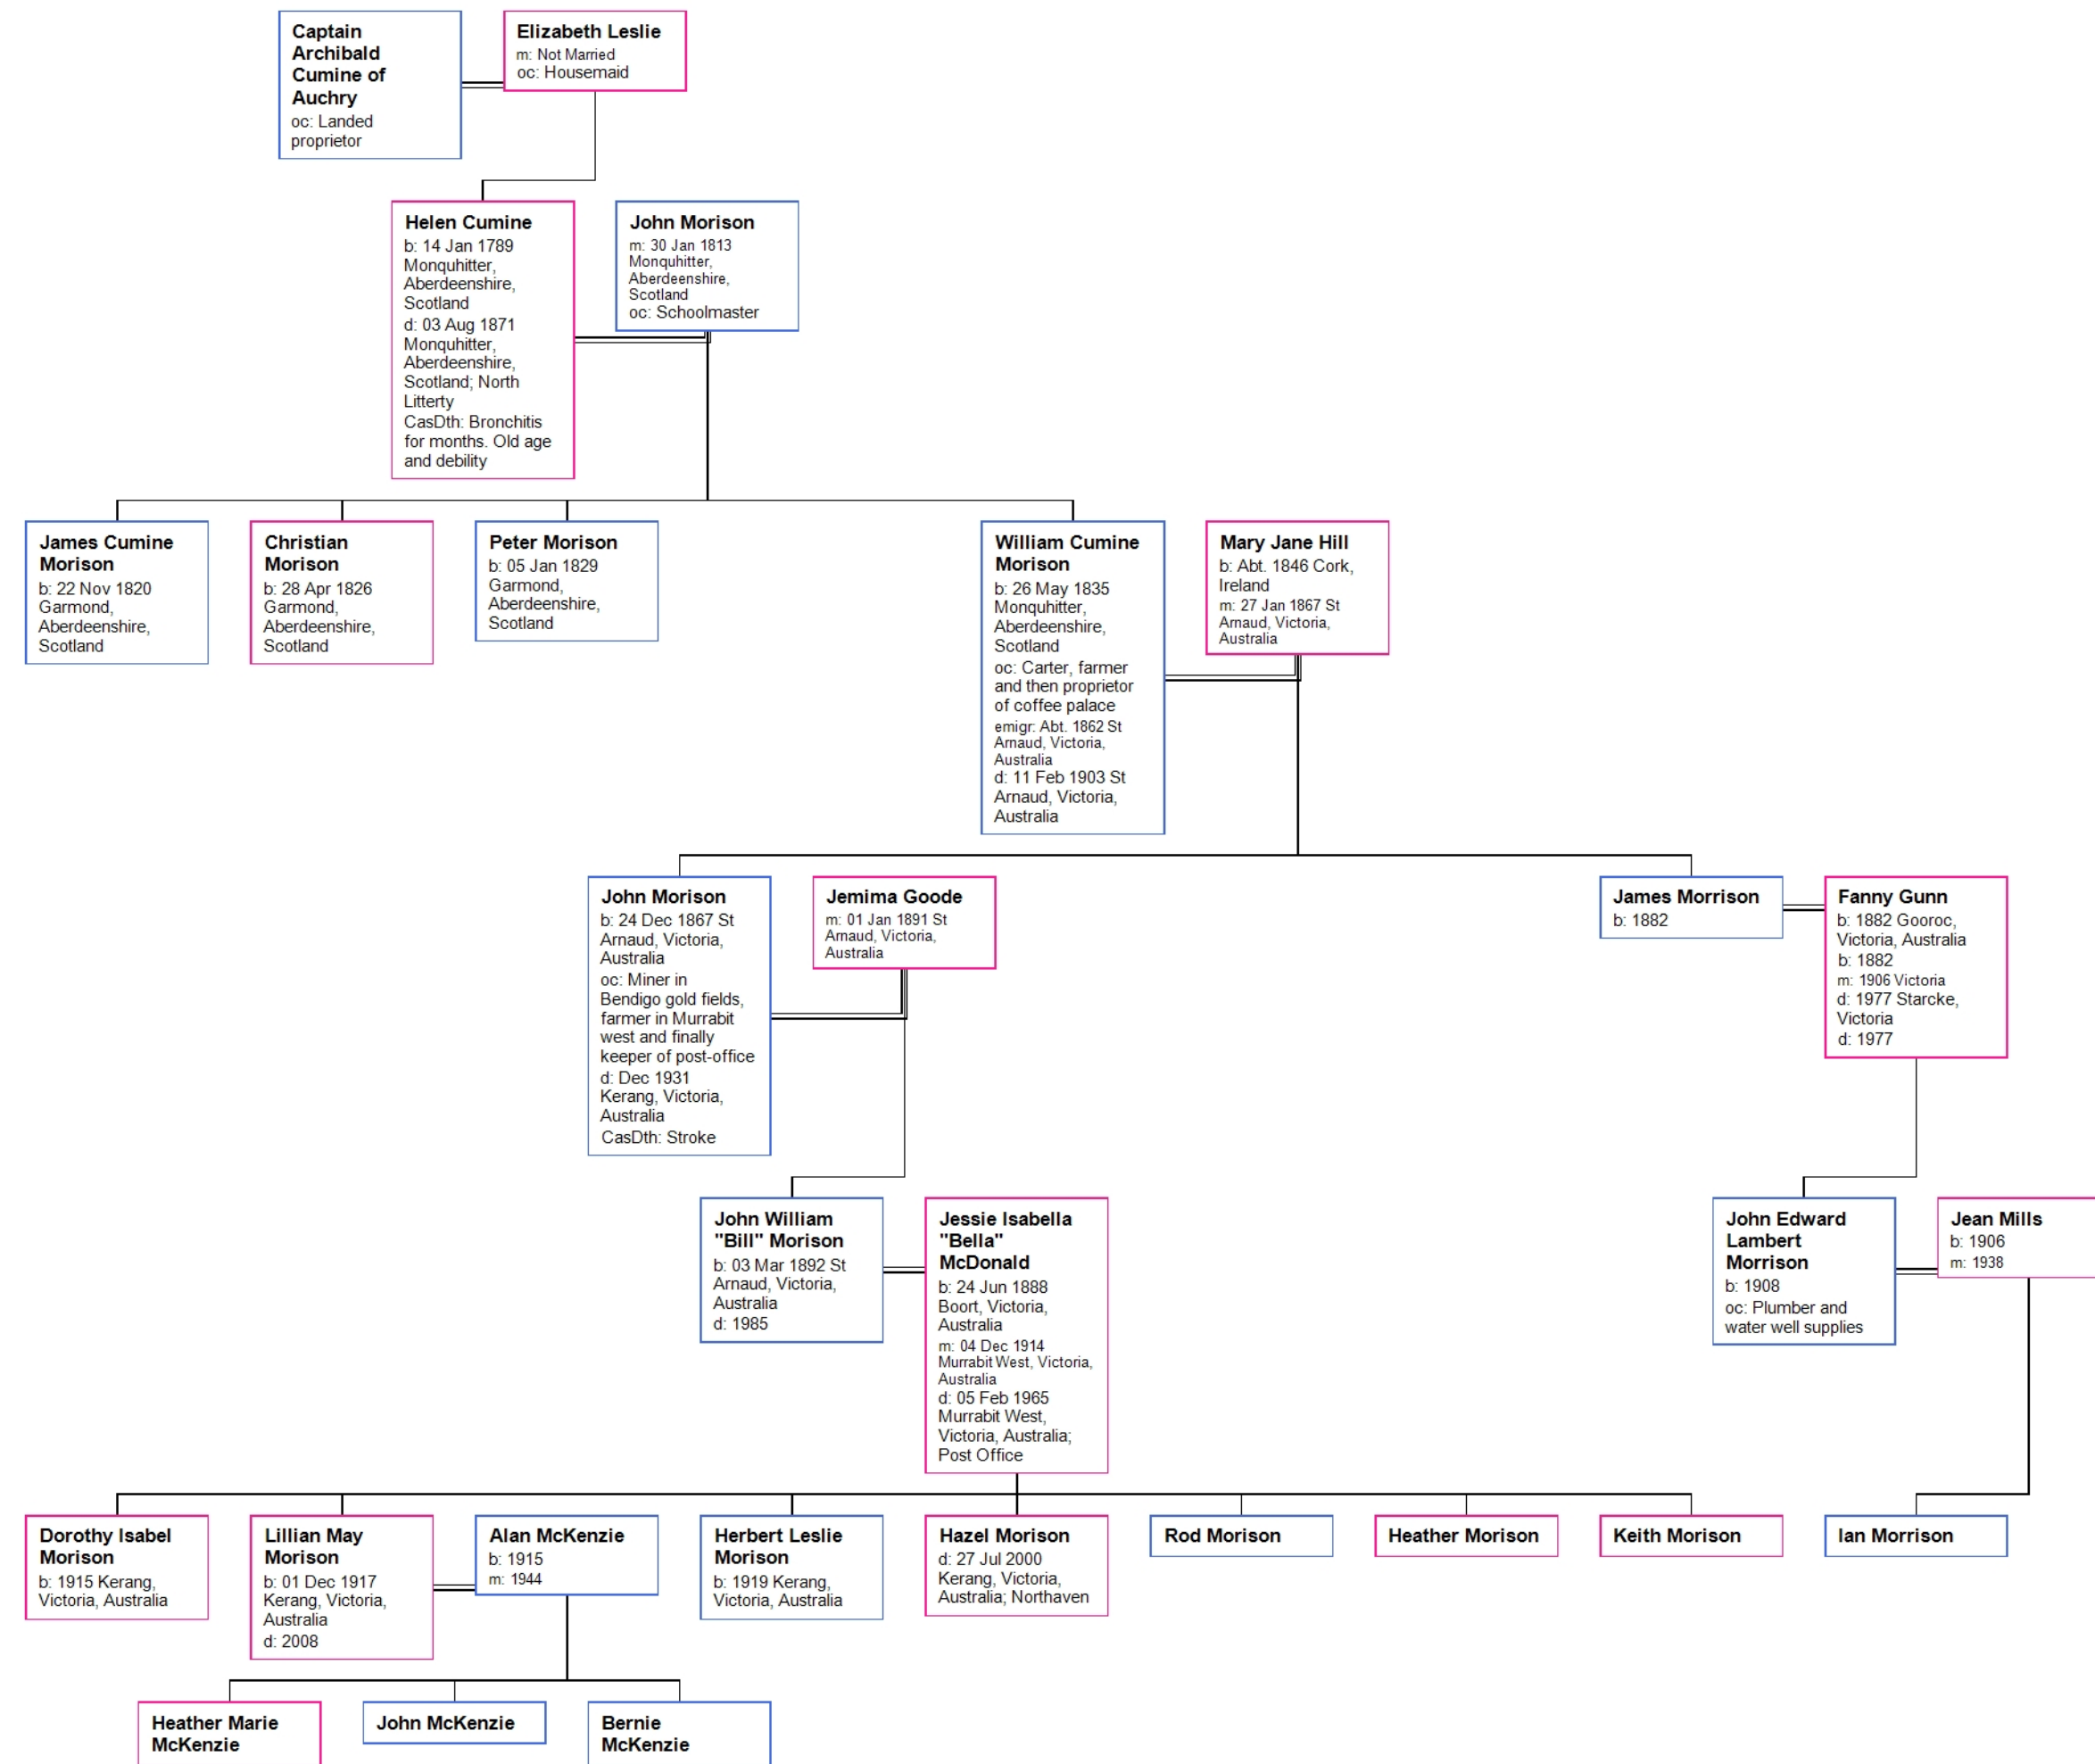 Captain
Archibald
Cumine of
Auchry
oc: Landed
proprietor
Elizabeth Leslie
m: Not Married
oc: Housemaid
Helen Cumine
b: 14 Jan 1789
Monquhitter,
Aberdeenshire,
Scotland
d: 03 Aug 1871
Monquhitter,
Aberdeenshire,
Scotland; North
Litterty
CasDth: Bronchitis
for months. Old age
and debility
John Morison
m: 30 Jan 1813
Monquhitter,
Aberdeenshire,
Scotland
oc: Schoolmaster
James Cumine
Morison
b: 22 Nov 1820
Garmond,
Aberdeenshire,
Scotland
Christian
Morison
b: 28 Apr 1826
Garmond,
Aberdeenshire,
Scotland
Peter Morison
b: 05 Jan 1829
Garmond,
Aberdeenshire,
Scotland
William Cumine
Morison
b: 26 May 1835
Monquhitter,
Aberdeenshire,
Scotland
oc: Carter, farmer
and then proprietor
of coffee palace
emigr: Abt. 1862 St
Arnaud, Victoria,
Australia
d: 11 Feb 1903 St
Arnaud, Victoria,
Australia
Mary Jane Hill
b: Abt. 1846 Cork,
Ireland
m: 27 Jan 1867 St
Arnaud, Victoria,
Australia
John Morison
b: 24 Dec 1867 St
Arnaud, Victoria,
Australia
oc: Miner in
Bendigo gold fields,
farmer in Murrabit
west and finally
keeper of post-office
d: Dec 1931
Kerang, Victoria,
Australia
CasDth: Stroke
Jemima Goode
m: 01 Jan 1891 St
Arnaud, Victoria,
Australia
James Morrison
b: 1882
Fanny Gunn
b: 1882 Gooroc,
Victoria, Australia
b: 1882
m: 1906 Victoria
d: 1977 Starcke,
Victoria
d: 1977
John William
"Bill" Morison
b: 03 Mar 1892 St
Arnaud, Victoria,
Australia
d: 1985
Jessie Isabella
"Bella"
McDonald
b: 24 Jun 1888
Boort, Victoria,
Australia
m: 04 Dec 1914
Murrabit West, Victoria,
Australia
d: 05 Feb 1965
Murrabit West,
Victoria, Australia;
Post Office
John Edward
Lambert
Morrison
b: 1908
oc: Plumber and
water well supplies
Jean Mills
b: 1906
m: 1938
Dorothy Isabel
Morison
b: 1915 Kerang,
Victoria, Australia
Lillian May
Morison
b: 01 Dec 1917
Kerang, Victoria,
Australia
d: 2008
Alan McKenzie
b: 1915
m: 1944
Herbert Leslie
Morison
b: 1919 Kerang,
Victoria, Australia
Hazel Morison
d: 27 Jul 2000
Kerang, Victoria,
Australia; Northaven
Rod Morison
Heather Morison
Keith Morison
Ian Morrison
Heather Marie
McKenzie
John McKenzie
Bernie
McKenzie